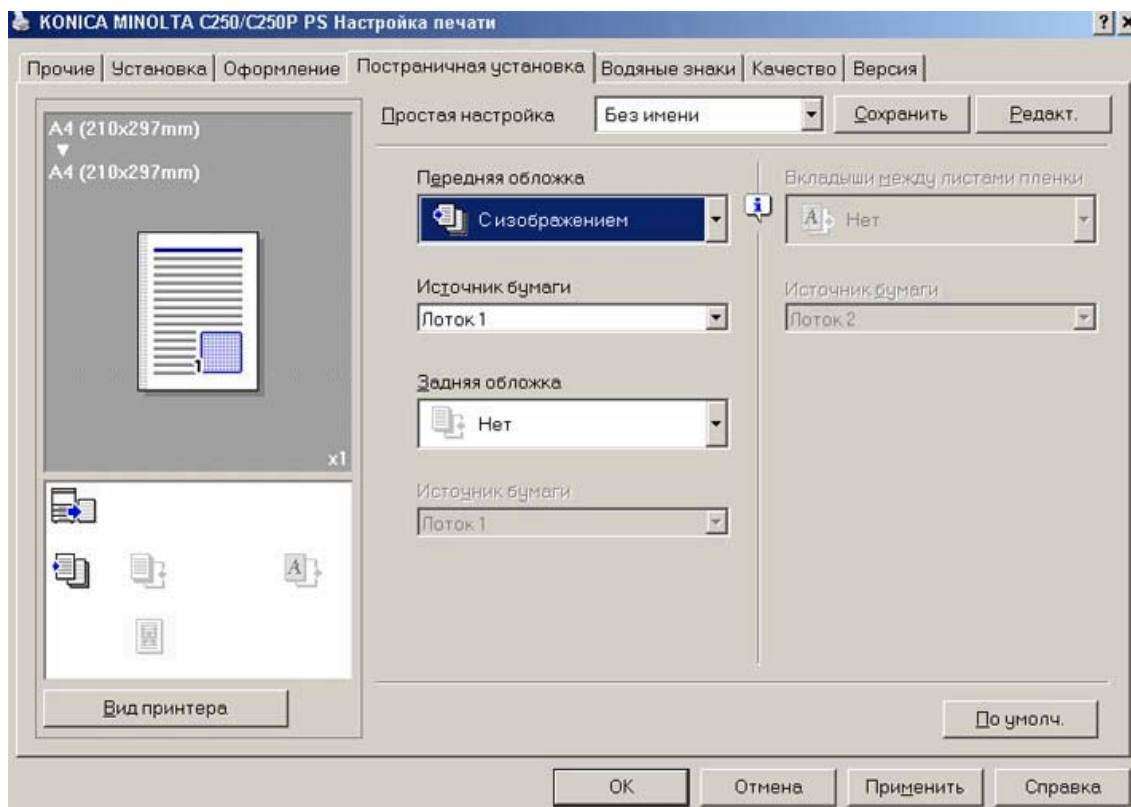 KONICA MINOLTA C250/C250P PS Настройка печати
Прочие Установка Оформление Постраничная установка Водяные знаки Качество Версия
A4 (210x297mm)
A4 (210x297mm)
1
x1
Вид принтера
Простая настройка Без имени Сохранить Редакт.
Передняя обложка
С изображением
Источник бумаги
Лоток 1
Задняя обложка
Нет
Источник бумаги
Лоток 1
Вкладыши между листами пленки
Нет
Источник бумаги
Лоток 2
По умолч.
OK Отмена Применить Справка